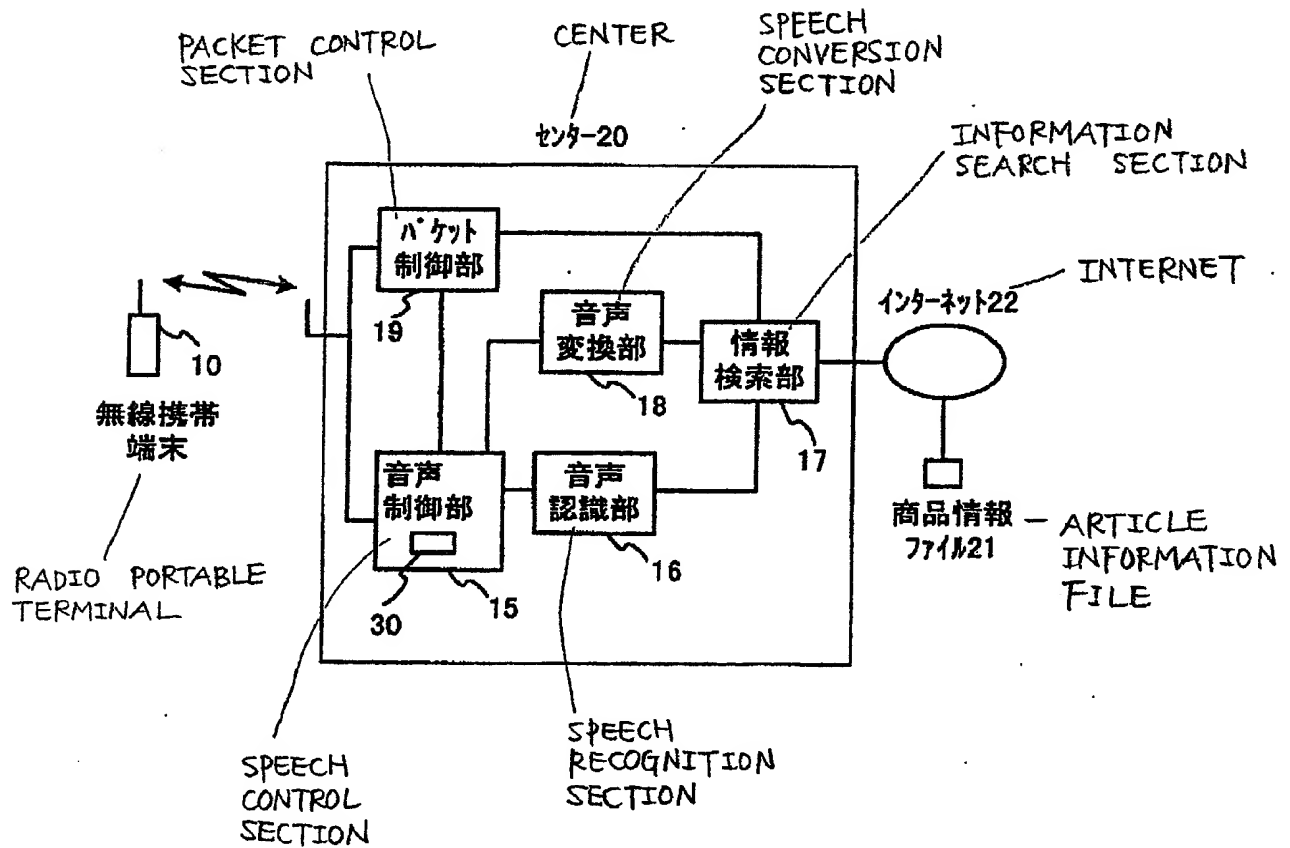 PACKET CONTROL
SECTION
CENTER
SPEECH
CONVERSION
SECTION
センター20
INFORMATION
SEARCH SECTION
パケット
制御部
19
音声
変換部
18
情報
検索部
17
インターネット22
INTERNET
10
無線携帯
端末
音声
制御部
30
15
音声
認識部
16
商品情報
ファイル21
ARTICLE
INFORMATION
FILE
RADIO PORTABLE
TERMINAL
SPEECH
CONTROL
SECTION
SPEECH
RECOGNITION
SECTION